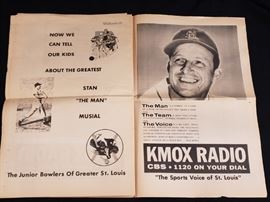 NOW WE
CAN TELL
OUR KIDS
ABOUT THE GREATEST
STAN
"THE MAN"
MUSIAL
The Junior Bowlers Of Greater St. Louis
The Man
The Team
The Voice
KMOX RADIO
CBS • 1120 ON YOUR DIAL
"The Sports Voice of St. Louis"